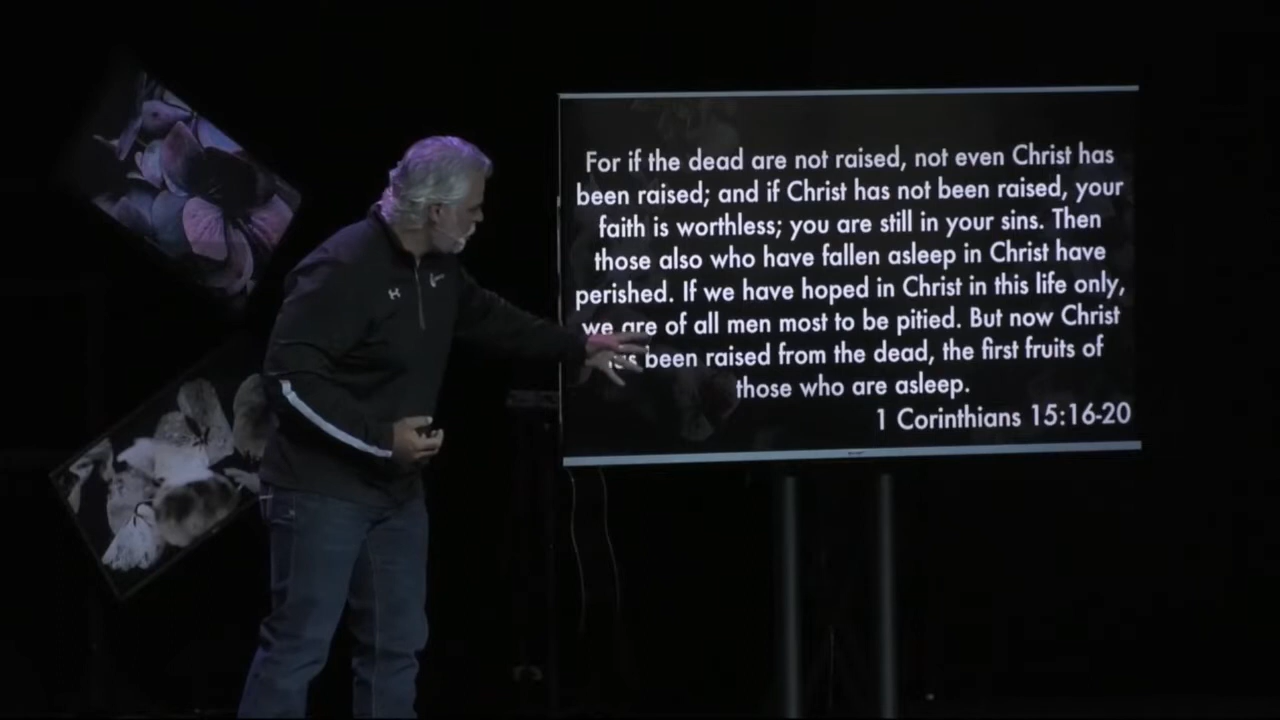 For if the dead are not raised, not even Christ has
been raised; and if Christ has not been raised, your
faith is worthless; you are still in your sins. Then
those also who have fallen asleep in Christ have
perished. If we have hoped in Christ in this life only,
we are of all men most to be pitied. But now Christ
has been raised from the dead, the first fruits of
those who are asleep.
1 Corinthians 15:16-20